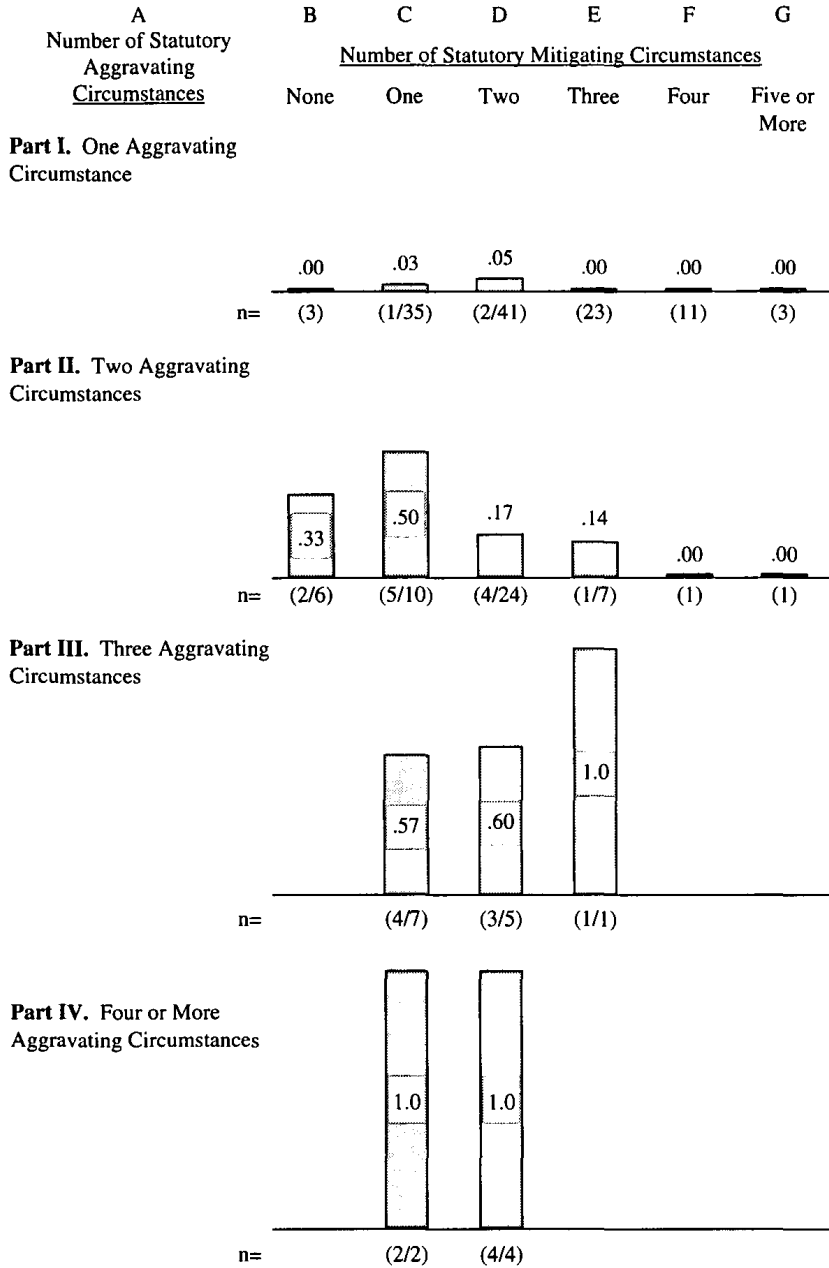 A B C D E F G
Number of Statutory
Aggravating
Circumstances
Number of Statutory Mitigating Circumstances
None One Two Three Four Five or
More
Part I. One Aggravating
Circumstance
.00 .03 .05 .00 .00 .00
n= (3) (1/35) (2/41) (23) (11) (3)
Part II. Two Aggravating
Circumstances
.33 .50 .17 .14 .00 .00
n= (2/6) (5/10) (4/24) (1/7) (1) (1)
Part III. Three Aggravating
Circumstances
.57 .60 1.0
n= (4/7) (3/5) (1/1)
Part IV. Four or More
Aggravating Circumstances
1.0 1.0
n= (2/2) (4/4)